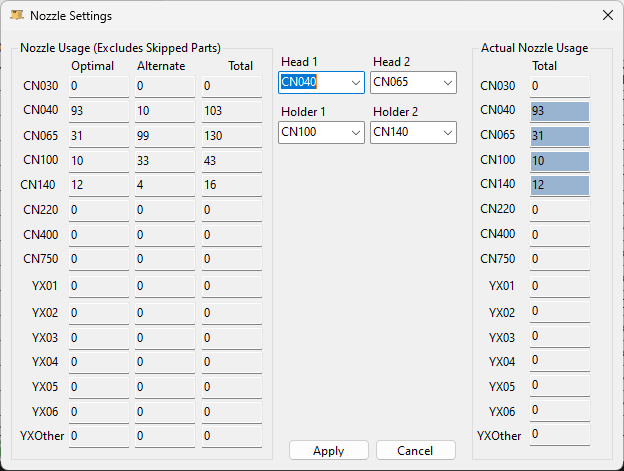 Nozzle Settings
Nozzle Usage (Excludes Skipped Parts)
Optimal Alternate Total
CN030 0 0 0
CN040 93 10 103
CN065 31 99 130
CN100 10 33 43
CN140 12 4 16
CN220 0 0 0
CN400 0 0 0
CN750 0 0 0
YX01 0 0 0
YX02 0 0 0
YX03 0 0 0
YX04 0 0 0
YX05 0 0 0
YX06 0 0 0
YXOther 0 0 0
Head 1 Head 2
CN040 CN065
Holder 1 Holder 2
CN100 CN140
Apply Cancel
Actual Nozzle Usage
Total
CN030 0
CN040 93
CN065 31
CN100 10
CN140 12
CN220 0
CN400 0
CN750 0
YX01 0
YX02 0
YX03 0
YX04 0
YX05 0
YX06 0
YXOther 0